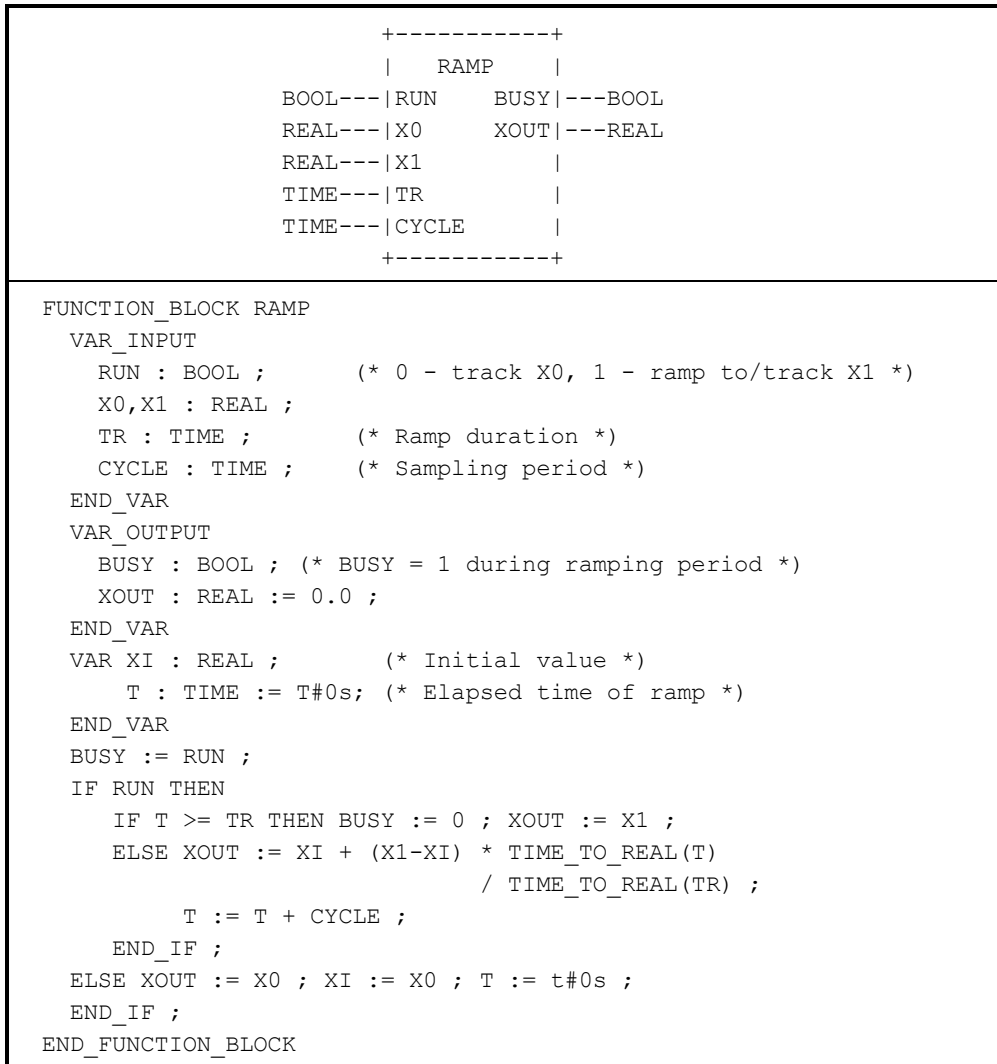 +-----------+
|   RAMP    |
BOOL---|RUN    BUSY|---BOOL
REAL---|X0     XOUT|---REAL
REAL---|X1         |
TIME---|TR         |
TIME---|CYCLE      |
+-----------+
FUNCTION_BLOCK RAMP
VAR_INPUT
RUN : BOOL ;       (* 0 - track X0, 1 - ramp to/track X1 *)
X0,X1 : REAL ;
TR : TIME ;        (* Ramp duration *)
CYCLE : TIME ;     (* Sampling period *)
END_VAR
VAR_OUTPUT
BUSY : BOOL ; (* BUSY = 1 during ramping period *)
XOUT : REAL := 0.0 ;
END_VAR
VAR XI : REAL ;       (* Initial value *)
T : TIME := T#0s; (* Elapsed time of ramp *)
END_VAR
BUSY := RUN ;
IF RUN THEN
IF T >= TR THEN BUSY := 0 ; XOUT := X1 ;
ELSE XOUT := XI + (X1-XI) * TIME_TO_REAL(T)
/ TIME_TO_REAL(TR) ;
T := T + CYCLE ;
END_IF ;
ELSE XOUT := X0 ; XI := X0 ; T := t#0s ;
END_IF ;
END_FUNCTION_BLOCK